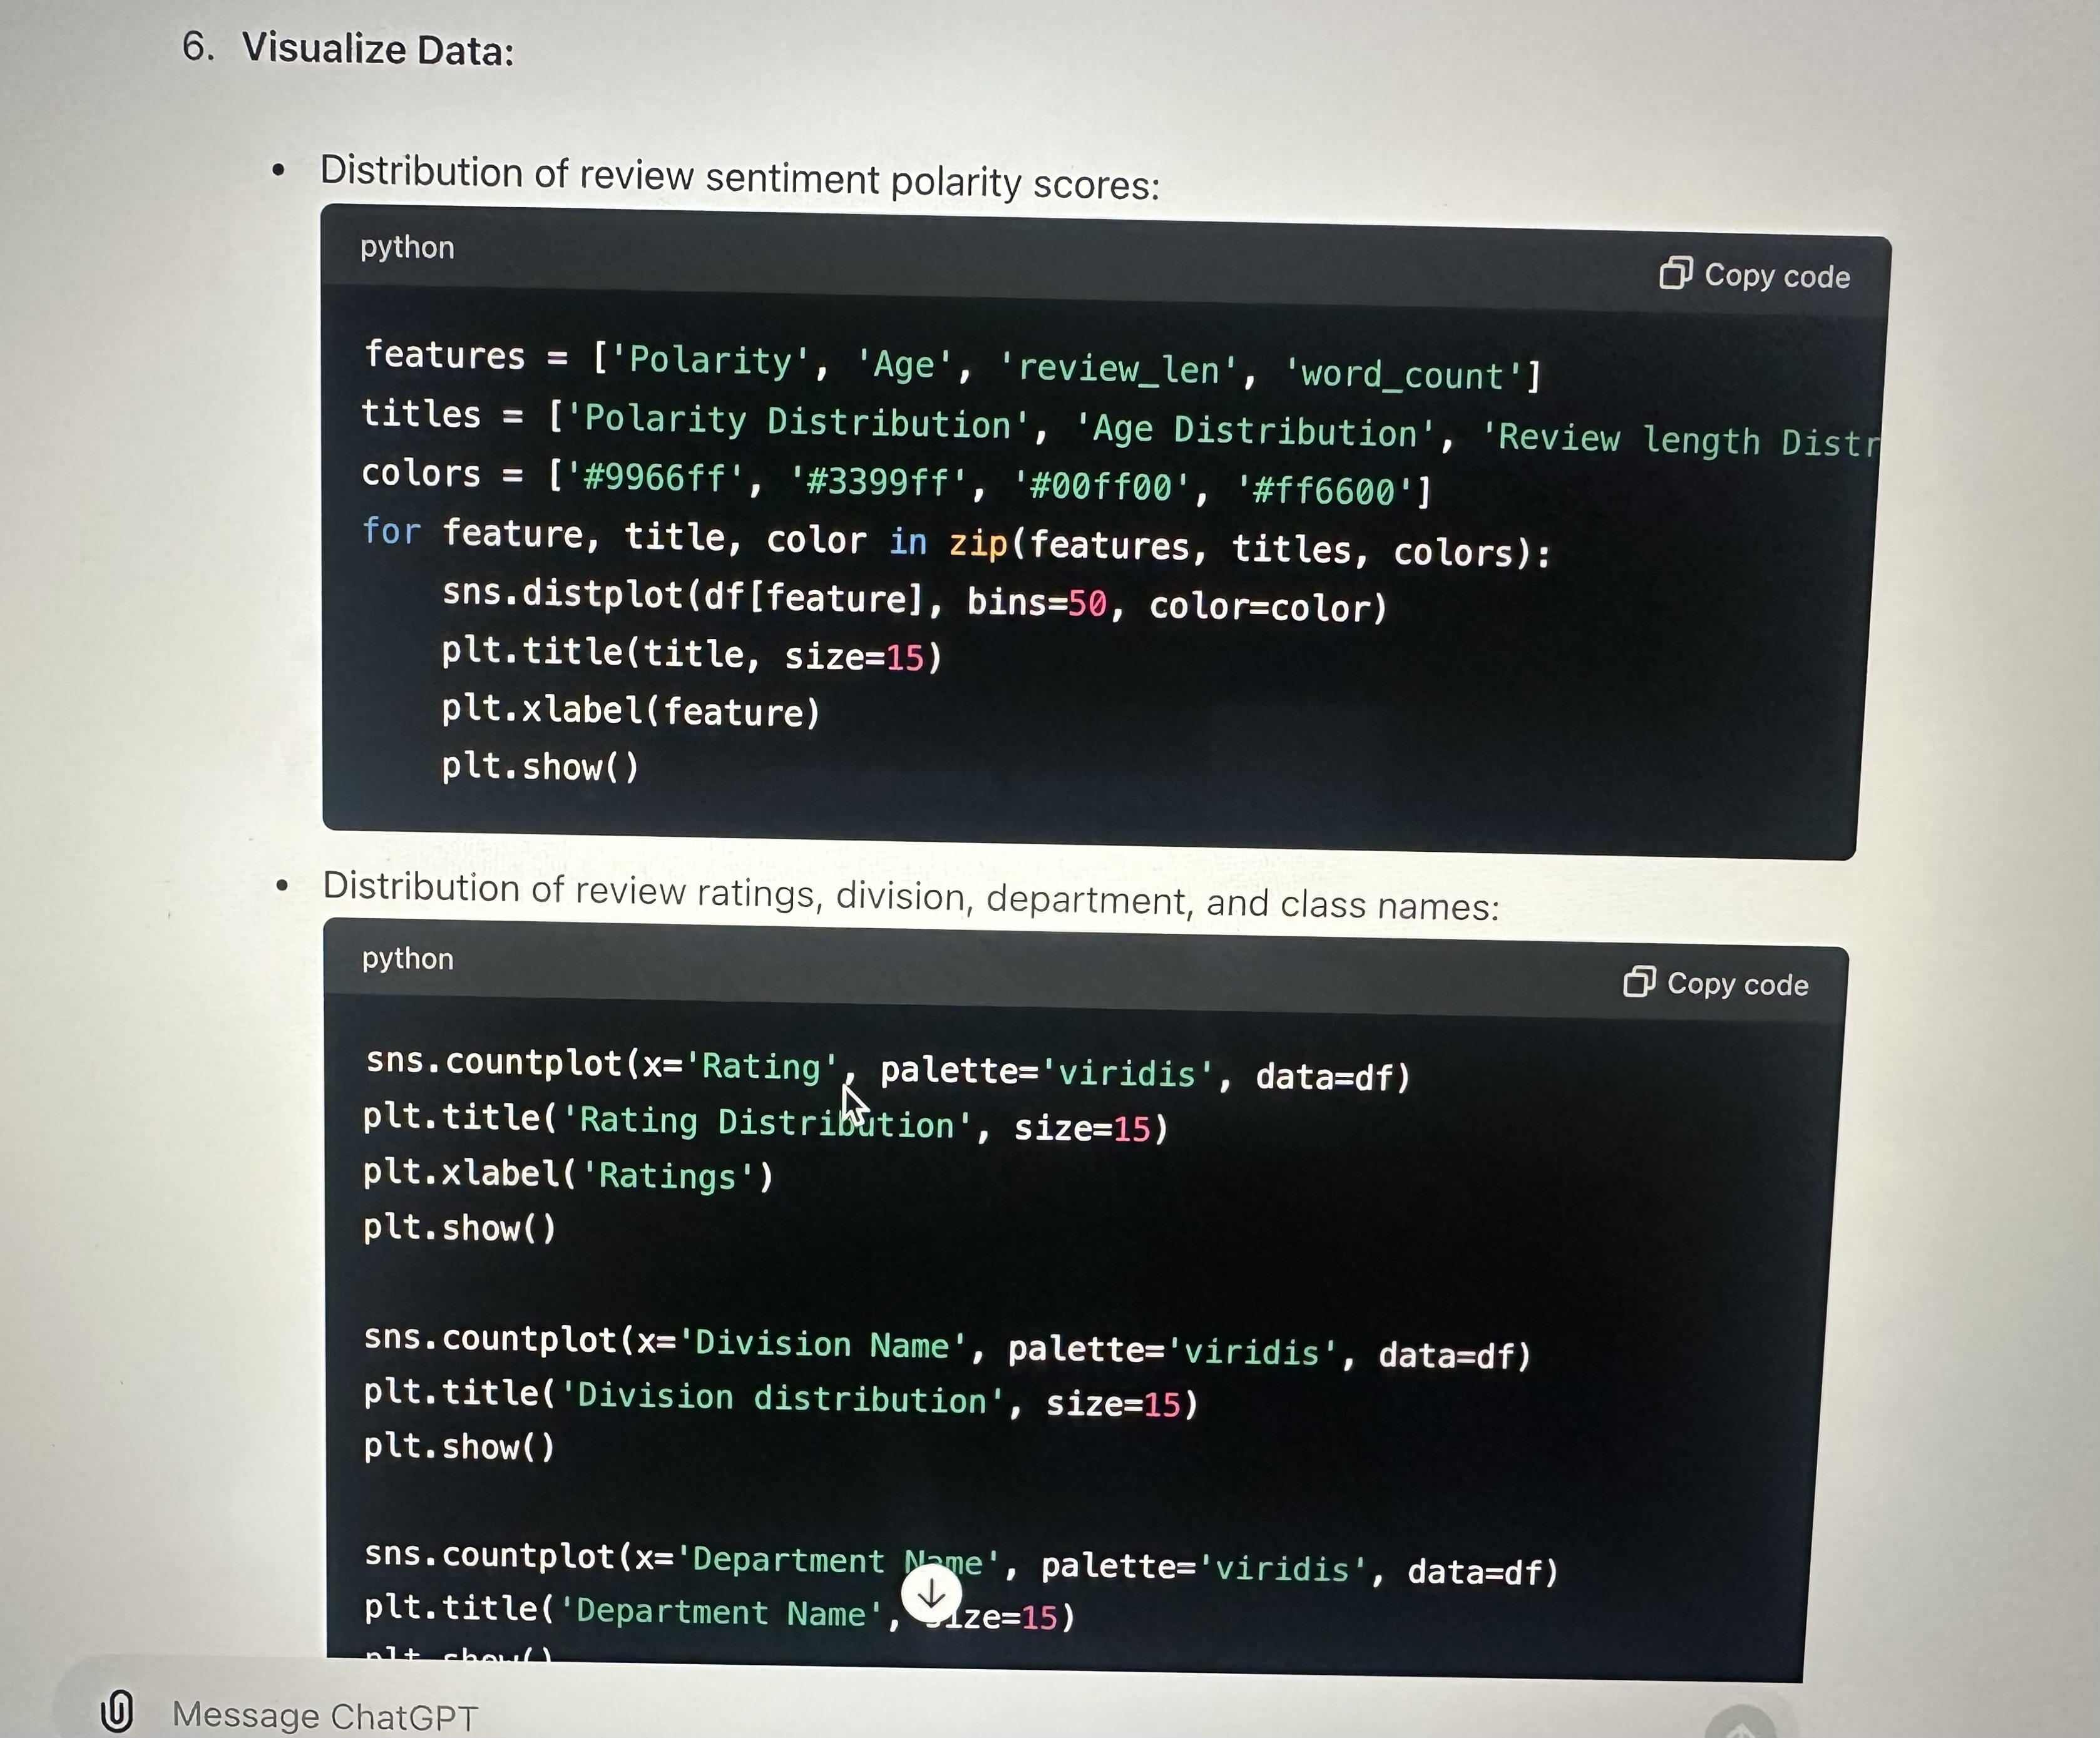 6. Visualize Data:
• Distribution of review sentiment polarity scores:
python
Copy code
features = ['Polarity', 'Age', 'review_len', 'word_count']
titles = ['Polarity Distribution', 'Age Distribution', 'Review length Distr
colors = ['#9966ff', '#3399ff', '#00ff00', '#ff6600']
for feature, title, color in zip(features, titles, colors):
    sns.distplot(df[feature], bins=50, color=color)
    plt.title(title, size=15)
    plt.xlabel(feature)
    plt.show()
• Distribution of review ratings, division, department, and class names:
python
Copy code
sns.countplot(x='Rating', palette='viridis', data=df)
plt.title('Rating Distribution', size=15)
plt.xlabel('Ratings')
plt.show()
sns.countplot(x='Division Name', palette='viridis', data=df)
plt.title('Division distribution', size=15)
plt.show()
sns.countplot(x='Department Name', palette='viridis', data=df)
plt.title('Department Name', size=15)
plt.show()
Message ChatGPT